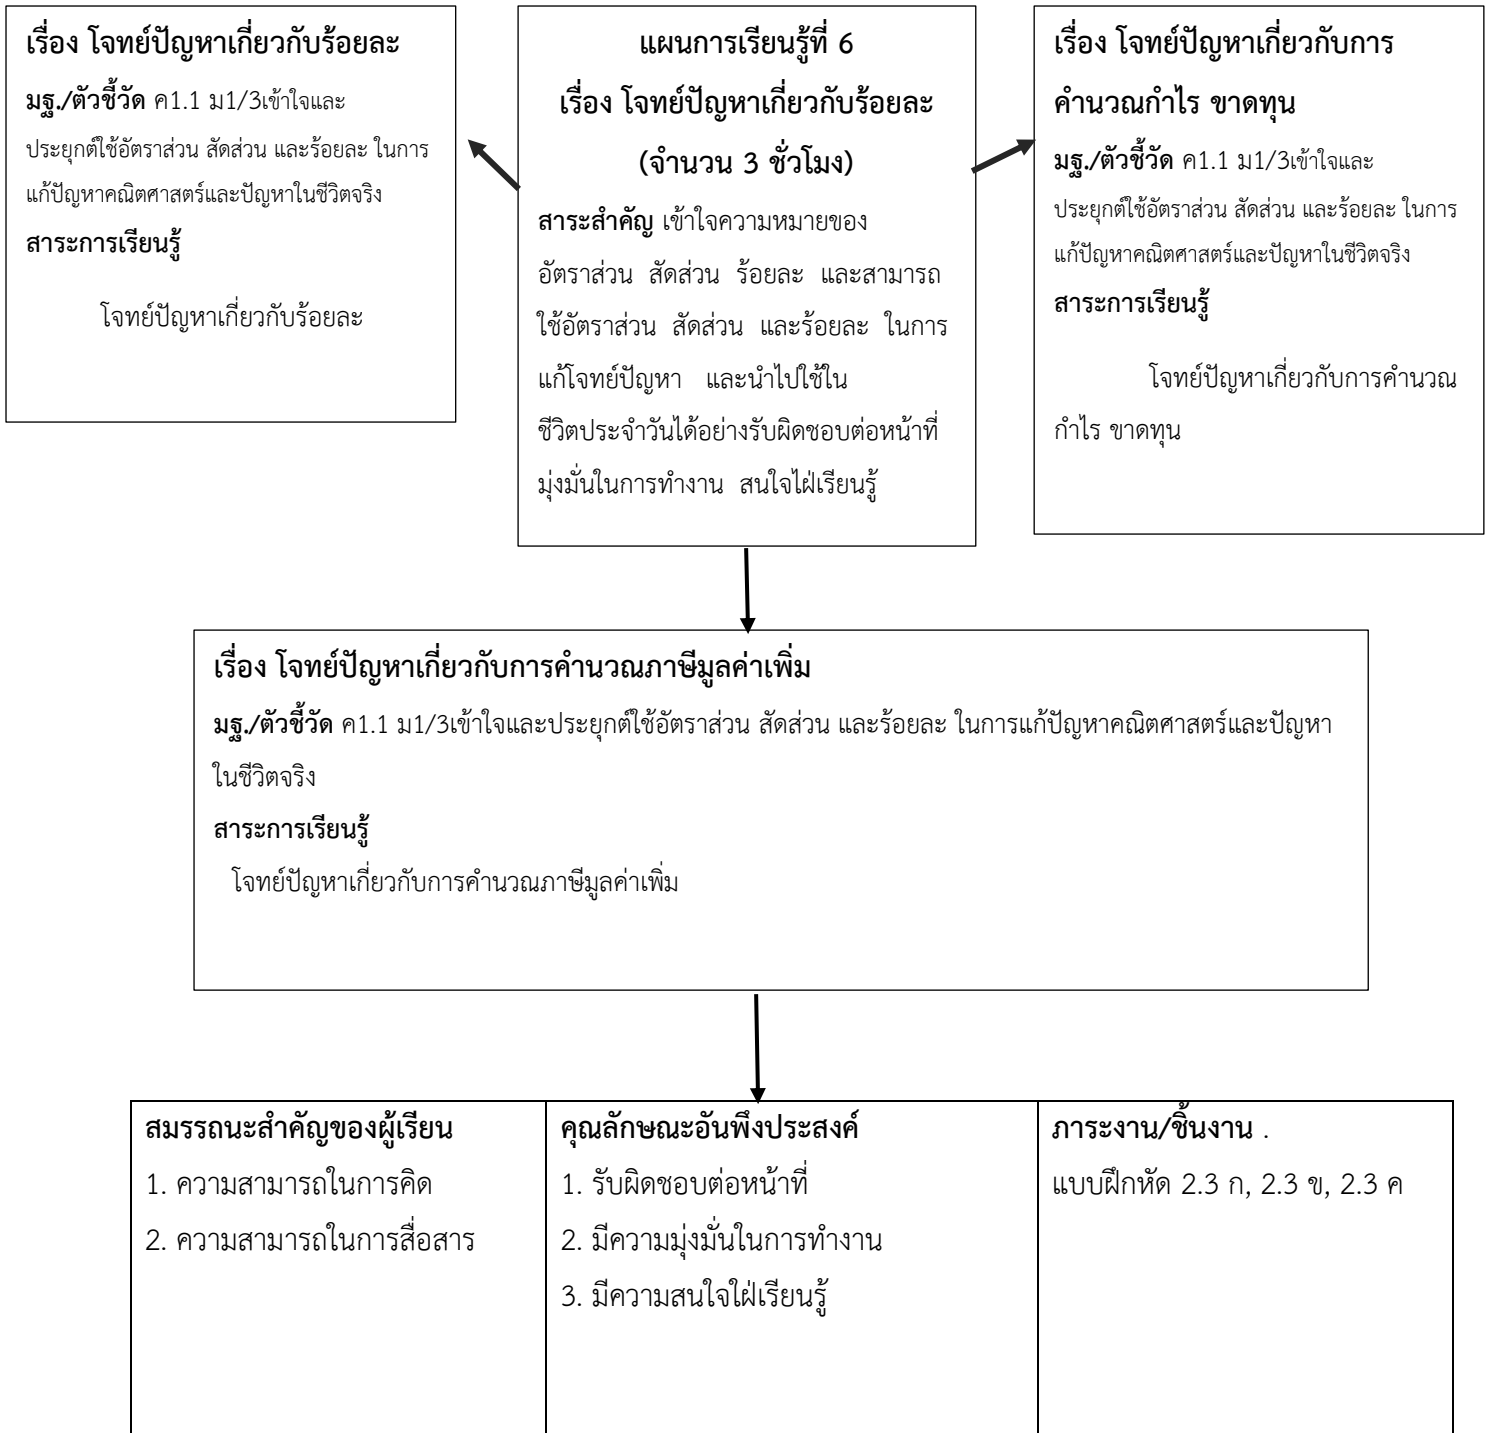 เรื่อง โจทย์ปัญหาเกี่ยวกับร้อยละ
มฐ./ตัวชี้วัด ค1.1 ม1/3เข้าใจและ
ประยุกต์ใช้อัตราส่วน สัดส่วน และร้อยละ ในการ
แก้ปัญหาคณิตศาสตร์และปัญหาในชีวิตจริง
สาระการเรียนรู้
โจทย์ปัญหาเกี่ยวกับร้อยละ
แผนการเรียนรู้ที่ 6
เรื่อง โจทย์ปัญหาเกี่ยวกับร้อยละ
(จำนวน 3 ชั่วโมง)
สาระสำคัญ เข้าใจความหมายของ
อัตราส่วน สัดส่วน ร้อยละ และสามารถ
ใช้อัตราส่วน สัดส่วน และร้อยละ ในการ
แก้โจทย์ปัญหา และนำไปใช้ใน
ชีวิตประจำวันได้อย่างรับผิดชอบต่อหน้าที่
มุ่งมั่นในการทำงาน สนใจไฝ่เรียนรู้
เรื่อง โจทย์ปัญหาเกี่ยวกับการ
คำนวณกำไร ขาดทุน
มฐ./ตัวชี้วัด ค1.1 ม1/3เข้าใจและ
ประยุกต์ใช้อัตราส่วน สัดส่วน และร้อยละ ในการ
แก้ปัญหาคณิตศาสตร์และปัญหาในชีวิตจริง
สาระการเรียนรู้
โจทย์ปัญหาเกี่ยวกับการคำนวณ
กำไร ขาดทุน
เรื่อง โจทย์ปัญหาเกี่ยวกับการคำนวณภาษีมูลค่าเพิ่ม
มฐ./ตัวชี้วัด ค1.1 ม1/3เข้าใจและประยุกต์ใช้อัตราส่วน สัดส่วน และร้อยละ ในการแก้ปัญหาคณิตศาสตร์และปัญหา
ในชีวิตจริง
สาระการเรียนรู้
โจทย์ปัญหาเกี่ยวกับการคำนวณภาษีมูลค่าเพิ่ม
สมรรถนะสำคัญของผู้เรียน
1. ความสามารถในการคิด
2. ความสามารถในการสื่อสาร
คุณลักษณะอันพึงประสงค์
1. รับผิดชอบต่อหน้าที่
2. มีความมุ่งมั่นในการทำงาน
3. มีความสนใจใฝ่เรียนรู้
ภาระงาน/ชิ้นงาน .
แบบฝึกหัด 2.3 ก, 2.3 ข, 2.3 ค